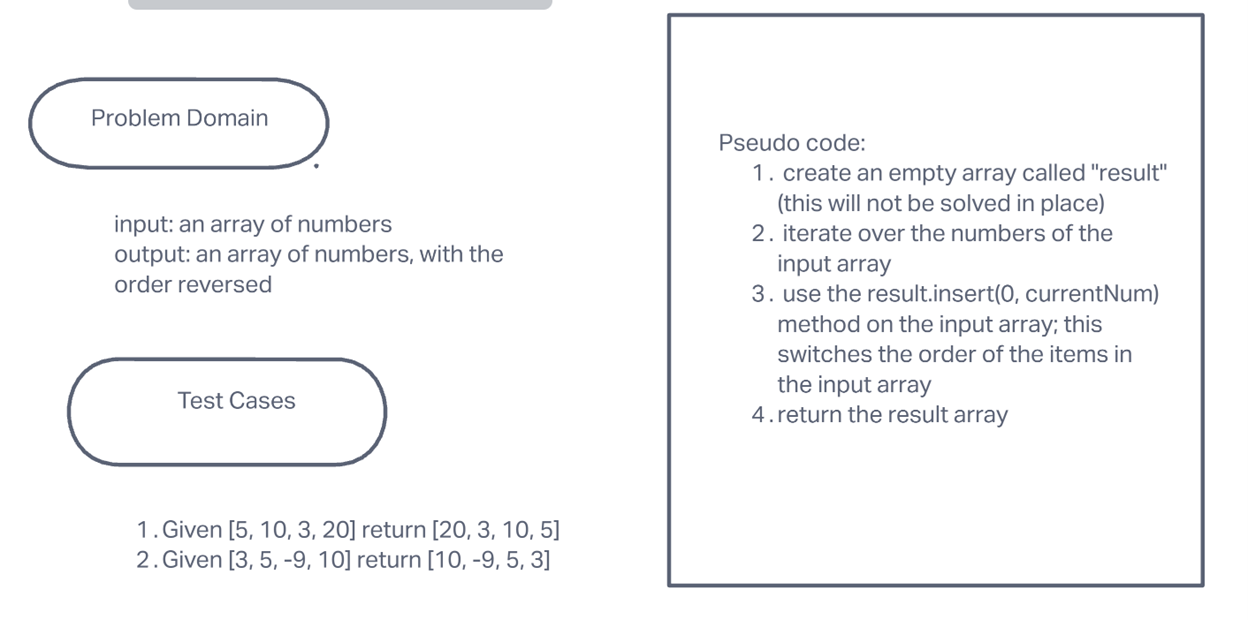 Problem Domain
input: an array of numbers
output: an array of numbers, with the
order reversed
Test Cases
1. Given [5, 10, 3, 20] return [20, 3, 10, 5]
2. Given [3, 5, -9, 10] return [10, -9, 5, 3]
Pseudo code:
1. create an empty array called "result"
(this will not be solved in place)
2. iterate over the numbers of the
input array
3. use the result.insert(0, currentNum)
method on the input array; this
switches the order of the items in
the input array
4. return the result array